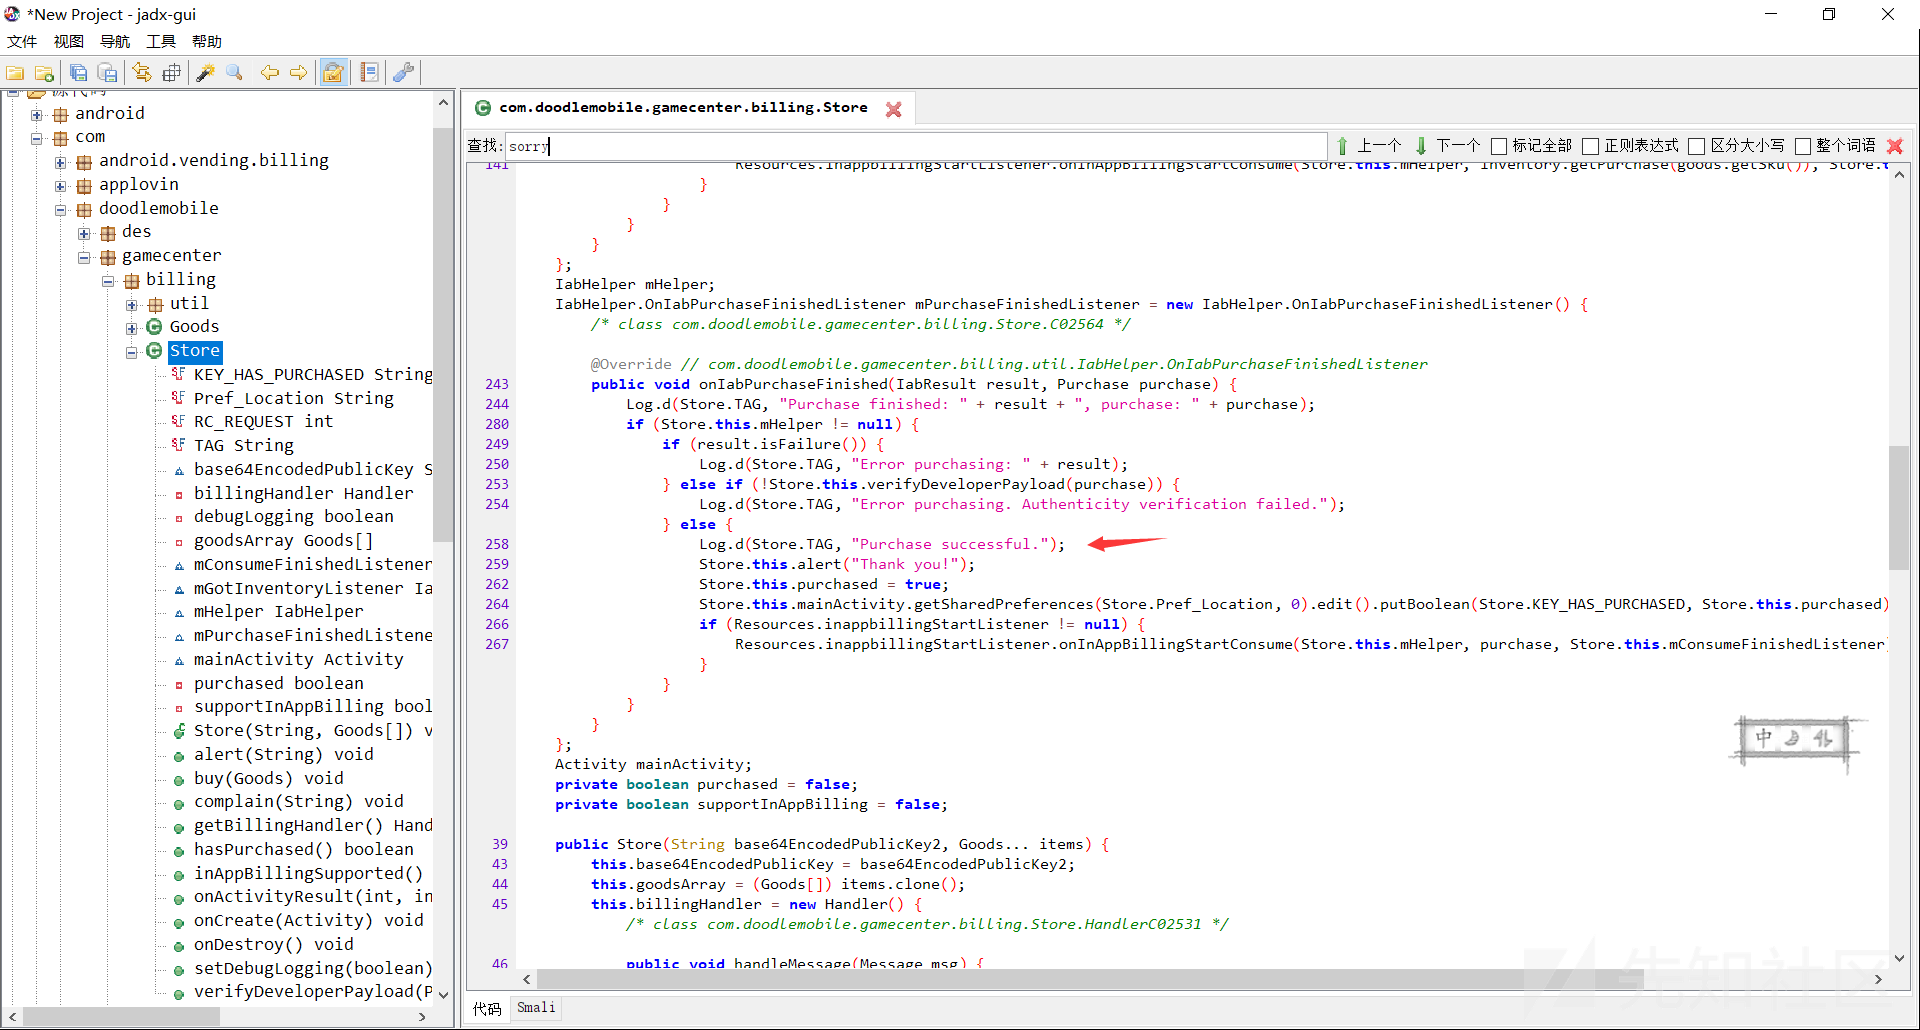 *New Project - jadx-gui
文件 视图 导航 工具 帮助
源代码
android
com
android.vending.billing
applovin
doodlemobile
des
gamecenter
billing
util
Goods
Store
KEY_HAS_PURCHASED String
Pref_Location String
RC_REQUEST int
TAG String
base64EncodedPublicKey S
billingHandler Handler
debugLogging boolean
goodsArray Goods[]
mConsumeFinishedListener
mGotInventoryListener Ia
mHelper IabHelper
mPurchaseFinishedListene
mainActivity Activity
purchased boolean
supportInAppBilling bool
Store(String, Goods[]) v
alert(String) void
buy(Goods) void
complain(String) void
getBillingHandler() Hand
hasPurchased() boolean
inAppBillingSupported()
onActivityResult(int, in
onCreate(Activity) void
onDestroy() void
setDebugLogging(boolean)
verifyDeveloperPayload(P
com.doodlemobile.gamecenter.billing.Store
查找: sorry 上一个 下一个 标记全部 正则表达式 区分大小写 整个词语
141 Resources.inappbillingStartListener.onInAppBillingStartConsume(Store.this.mHelper, inventory.getPurchase(goods.getSku()), Store.t
}
}
}
}
};
IabHelper mHelper;
IabHelper.OnIabPurchaseFinishedListener mPurchaseFinishedListener = new IabHelper.OnIabPurchaseFinishedListener() {
/* class com.doodlemobile.gamecenter.billing.Store.C02564 */
@Override // com.doodlemobile.gamecenter.billing.util.IabHelper.OnIabPurchaseFinishedListener
243 public void onIabPurchaseFinished(IabResult result, Purchase purchase) {
244 Log.d(Store.TAG, "Purchase finished: " + result + ", purchase: " + purchase);
280 if (Store.this.mHelper != null) {
249 if (result.isFailure()) {
250 Log.d(Store.TAG, "Error purchasing: " + result);
253 } else if (!Store.this.verifyDeveloperPayload(purchase)) {
254 Log.d(Store.TAG, "Error purchasing. Authenticity verification failed.");
} else {
258 Log.d(Store.TAG, "Purchase successful.");
259 Store.this.alert("Thank you!");
262 Store.this.purchased = true;
264 Store.this.mainActivity.getSharedPreferences(Store.Pref_Location, 0).edit().putBoolean(Store.KEY_HAS_PURCHASED, Store.this.purchased)
266 if (Resources.inappbillingStartListener != null) {
267 Resources.inappbillingStartListener.onInAppBillingStartConsume(Store.this.mHelper, purchase, Store.this.mConsumeFinishedListener
}
}
}
}
};
Activity mainActivity;
private boolean purchased = false;
private boolean supportInAppBilling = false;
39 public Store(String base64EncodedPublicKey2, Goods... items) {
43 this.base64EncodedPublicKey = base64EncodedPublicKey2;
44 this.goodsArray = (Goods[]) items.clone();
45 this.billingHandler = new Handler() {
/* class com.doodlemobile.gamecenter.billing.Store.HandlerC02531 */
46 public void handleMessage(Message msg) {
代码 Smali
中
先知社区